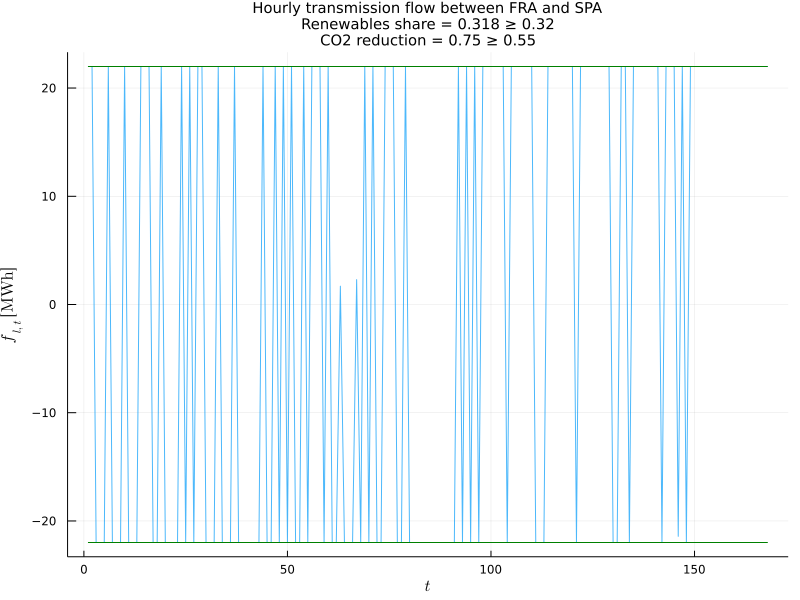 Hourly transmission flow between FRA and SPA
Renewables share = 0.318 ≥ 0.32
CO2 reduction = 0.75 ≥ 0.55
20
10
0
−10
−20
f l,t [MWh]
0
50
100
150
t